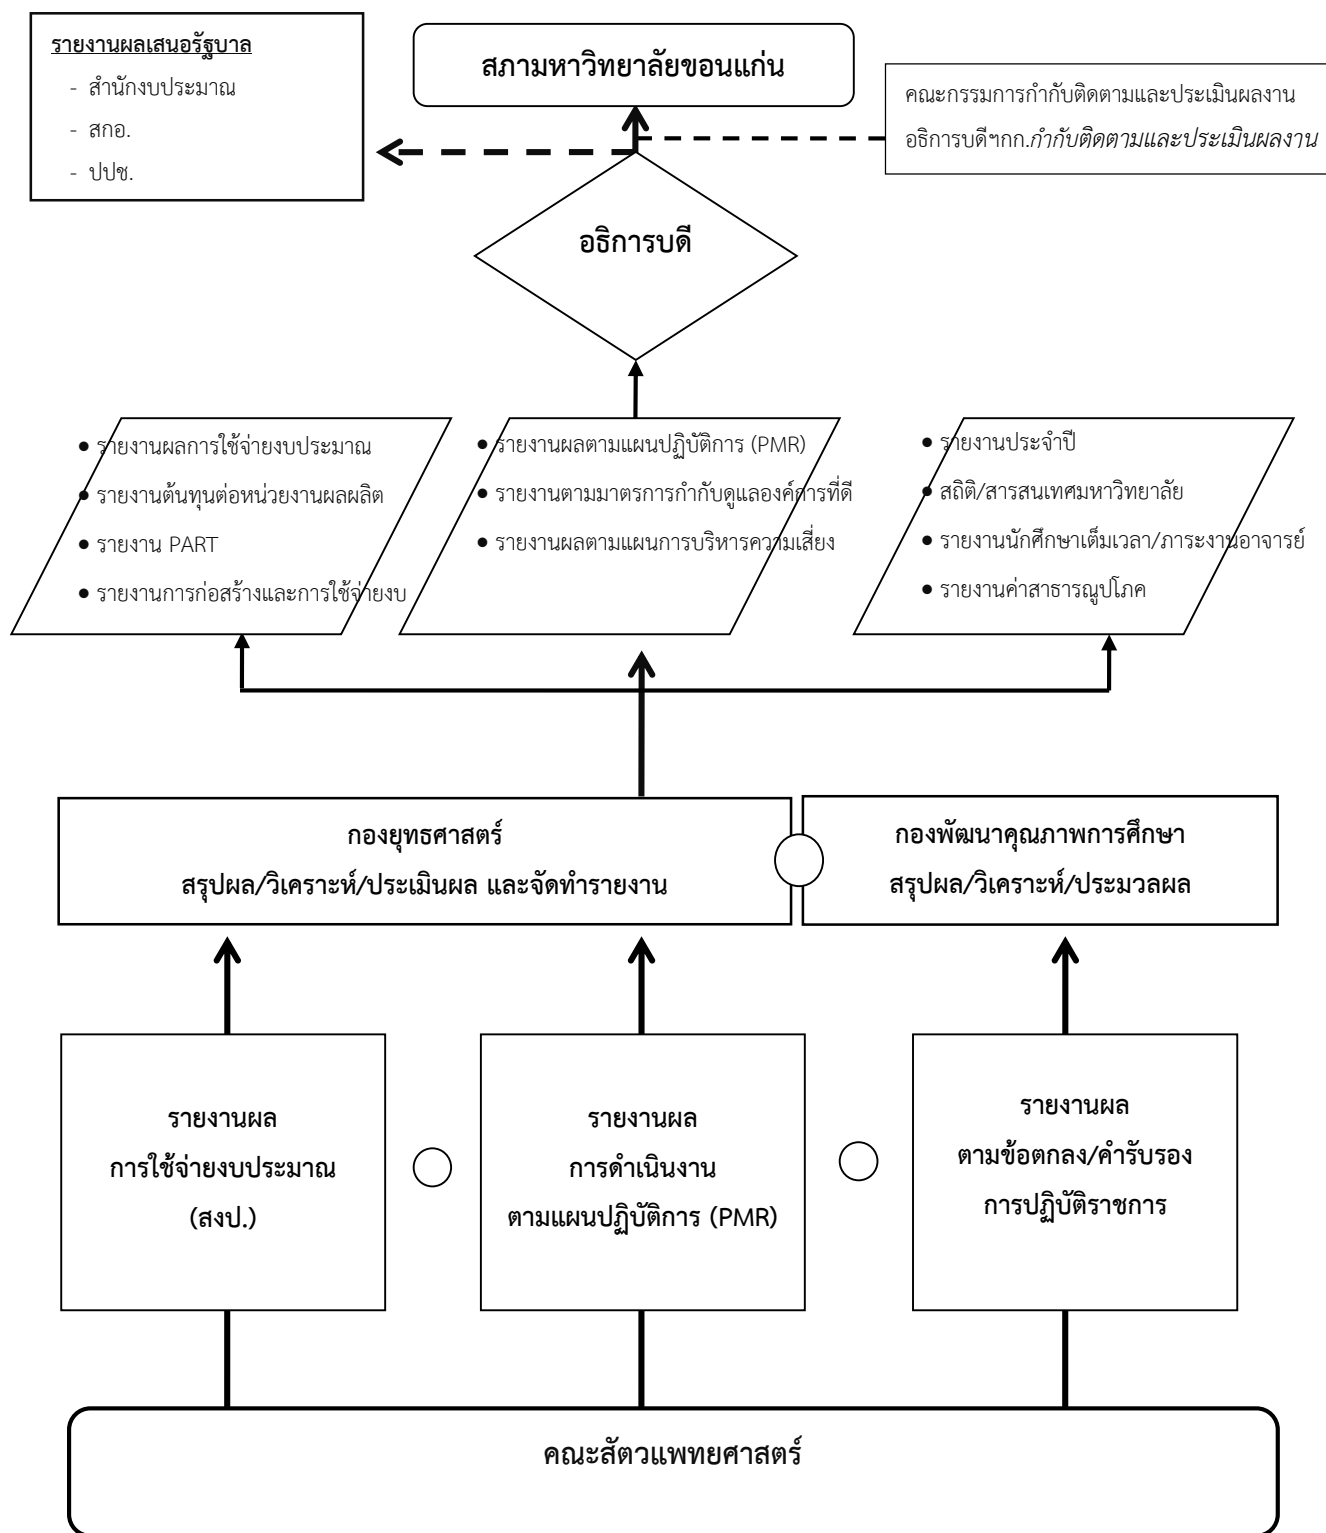 รายงานผลเสนอรัฐบาล
- สำนักงบประมาณ
- สกอ.
- ปปช.
สภามหาวิทยาลัยขอนแก่น
คณะกรรมการกำกับติดตามและประเมินผลงาน
อธิการบดีฯกก.กำกับติดตามและประเมินผลงาน
อธิการบดี
• รายงานผลการใช้จ่ายงบประมาณ
• รายงานต้นทุนต่อหน่วยงานผลผลิต
• รายงาน PART
• รายงานการก่อสร้างและการใช้จ่ายงบ
• รายงานผลตามแผนปฏิบัติการ (PMR)
• รายงานตามมาตรการกำกับดูแลองค์การที่ดี
• รายงานผลตามแผนการบริหารความเสี่ยง
• รายงานประจำปี
• สถิติ/สารสนเทศมหาวิทยาลัย
• รายงานนักศึกษาเต็มเวลา/ภาระงานอาจารย์
• รายงานค่าสาธารณูปโภค
กองยุทธศาสตร์
สรุปผล/วิเคราะห์/ประเมินผล และจัดทำรายงาน
กองพัฒนาคุณภาพการศึกษา
สรุปผล/วิเคราะห์/ประมวลผล
รายงานผล
การใช้จ่ายงบประมาณ
(สงป.)
รายงานผล
การดำเนินงาน
ตามแผนปฏิบัติการ (PMR)
รายงานผล
ตามข้อตกลง/คำรับรอง
การปฏิบัติราชการ
คณะสัตวแพทยศาสตร์